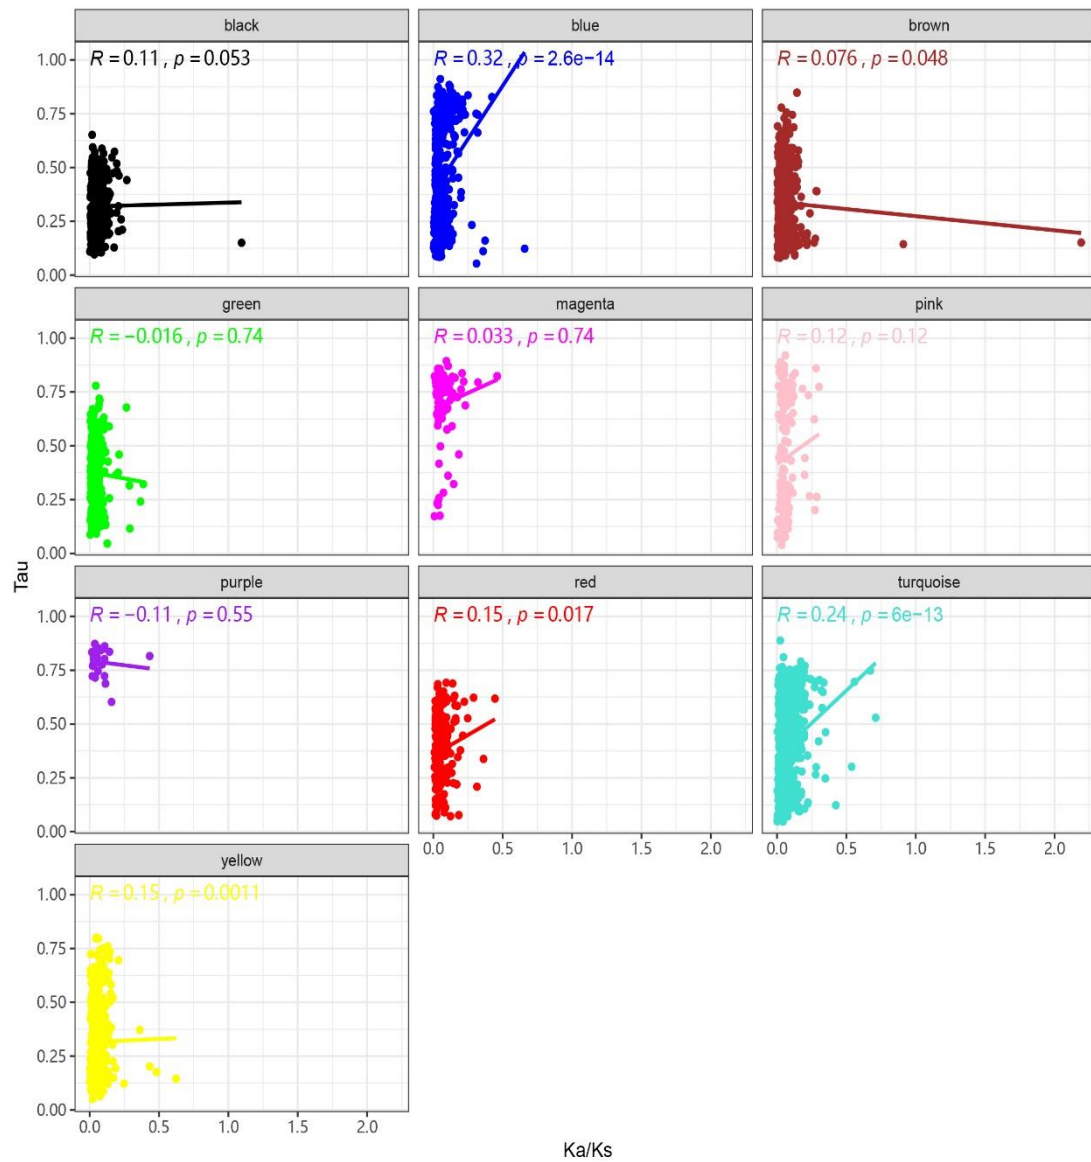 black blue brown
R = 0.11 , p = 0.053 R = 0.32 , p = 2.6e−14 R = 0.076 , p = 0.048
1.00
0.75
0.50
0.25
0.00
green magenta pink
R = −0.016 , p = 0.74 R = 0.033 , p = 0.74 R = 0.12 , p = 0.12
1.00
0.75
0.50
0.25
0.00
Tau
purple red turquoise
R = −0.11 , p = 0.55 R = 0.15 , p = 0.017 R = 0.24 , p = 6e−13
1.00
0.75
0.50
0.25
0.00
0.0 0.5 1.0 1.5 2.0 0.0 0.5 1.0 1.5 2.0
yellow
R = 0.15 , p = 0.0011
1.00
0.75
0.50
0.25
0.00
0.0 0.5 1.0 1.5 2.0
Ka/Ks